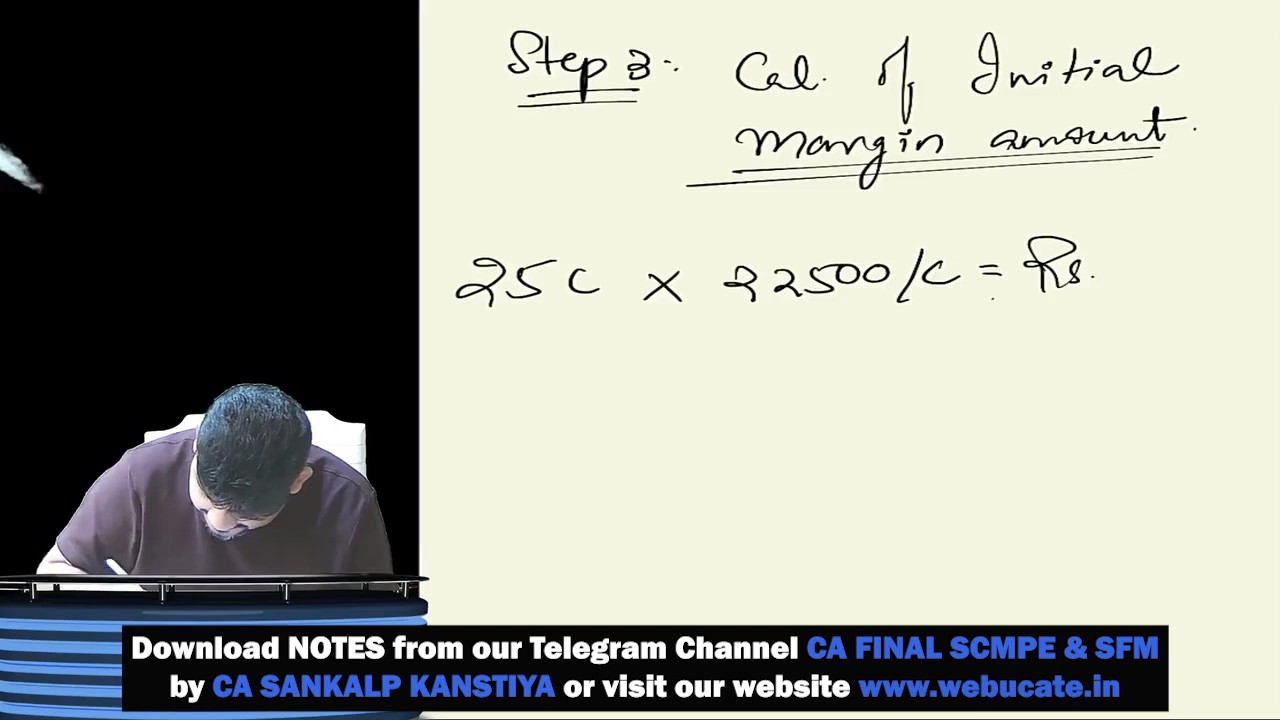 Step 3:- Cal. of Initial
margin amount.
25 C × 22500/C = Rs.
Download NOTES from our Telegram Channel CA FINAL SCMPE & SFM
by CA SANKALP KANSTIYA or visit our website www.webucate.in